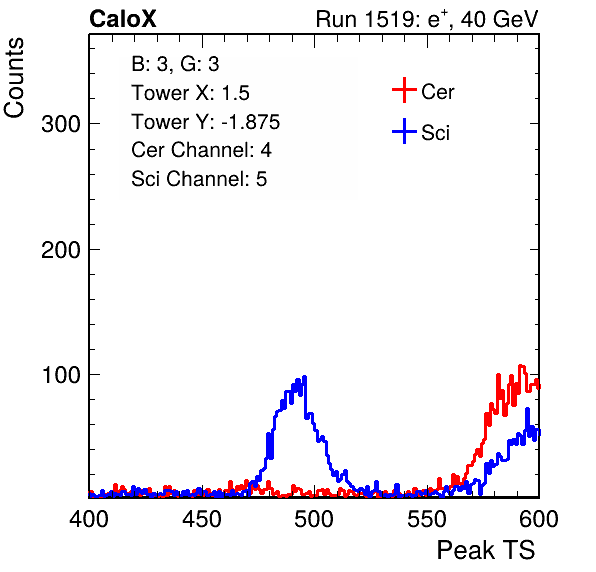 CaloX Run 1519: e⁺, 40 GeV
B: 3, G: 3
Tower X: 1.5
Tower Y: -1.875
Cer Channel: 4
Sci Channel: 5
Cer
Sci
Counts
300
200
100
400 450 500 550 600
Peak TS